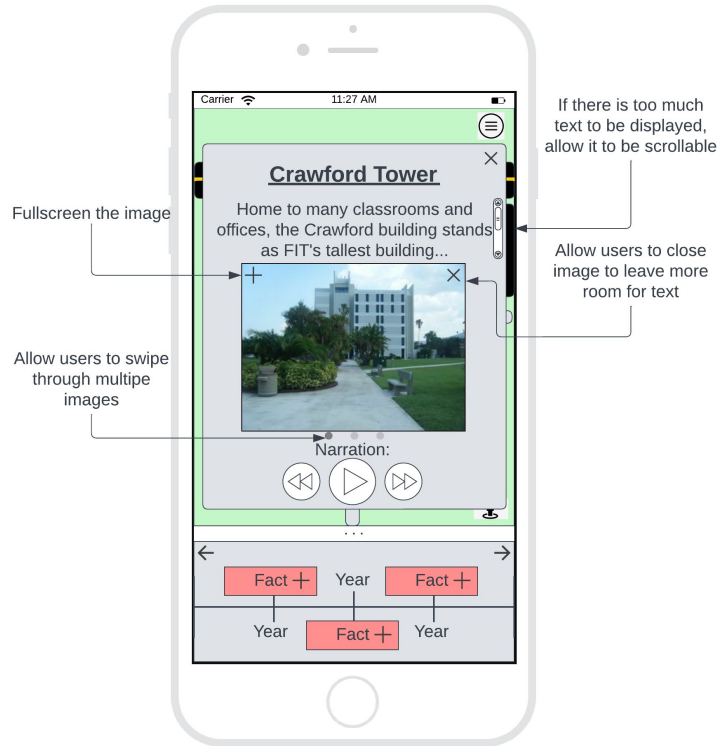 Carrier
11:27 AM
If there is too much
text to be displayed,
allow it to be scrollable
Crawford Tower
Fullscreen the image
Home to many classrooms and
offices, the Crawford building stands
as FIT's tallest building...
Allow users to close
image to leave more
room for text
Allow users to swipe
through multipe
images
Narration:
...
Fact
Year
Fact
Year
Fact
Year